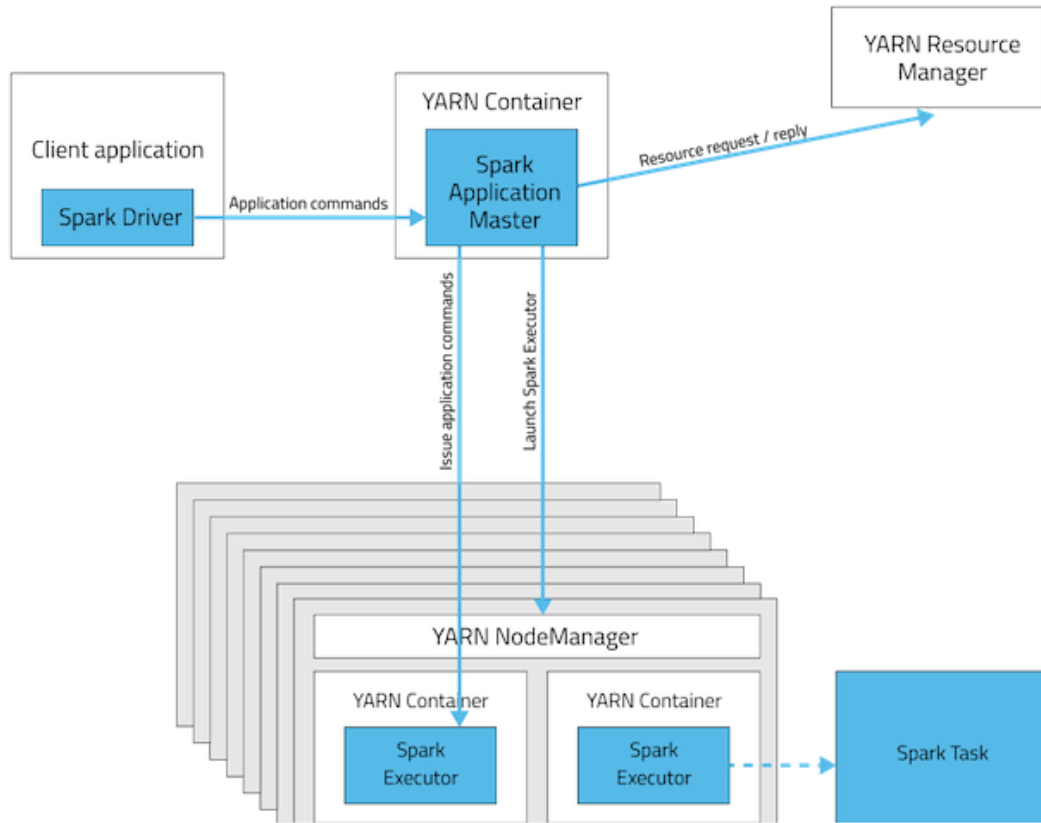 YARN Resource
Manager
YARN Container
Client application
Spark
Application
Master
Resource request / reply
Spark Driver
Application commands
Issue application commands
Launch Spark Executor
YARN NodeManager
YARN Container
YARN Container
Spark
Executor
Spark
Executor
Spark Task